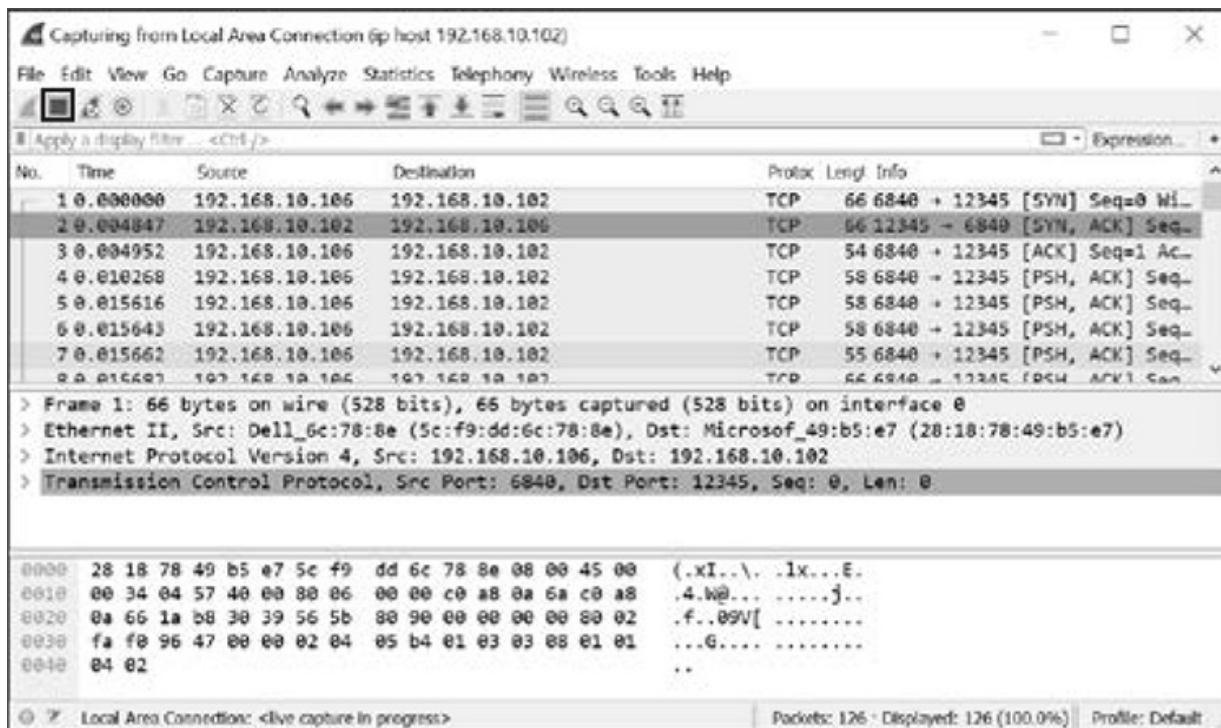 Capturing from Local Area Connection (ip host 192.168.10.102)
File Edit View Go Capture Analyze Statistics Telephony Wireless Tools Help
Apply a display filter ... <Ctrl-/> Expression...
No. Time Source Destination Protoc Lengt Info
1 0.000000 192.168.10.106 192.168.10.102 TCP 66 6840 → 12345 [SYN] Seq=0 Wi…
2 0.004847 192.168.10.102 192.168.10.106 TCP 66 12345 → 6840 [SYN, ACK] Seq…
3 0.004952 192.168.10.106 192.168.10.102 TCP 54 6840 → 12345 [ACK] Seq=1 Ac…
4 0.010268 192.168.10.106 192.168.10.102 TCP 58 6840 → 12345 [PSH, ACK] Seq…
5 0.015616 192.168.10.106 192.168.10.102 TCP 58 6840 → 12345 [PSH, ACK] Seq…
6 0.015643 192.168.10.106 192.168.10.102 TCP 58 6840 → 12345 [PSH, ACK] Seq…
7 0.015662 192.168.10.106 192.168.10.102 TCP 55 6840 → 12345 [PSH, ACK] Seq…
8 192.168.10.106 192.168.10.102 TCP 66 6840 → 12345 [PSH, ACK] Seq…
> Frame 1: 66 bytes on wire (528 bits), 66 bytes captured (528 bits) on interface 0
> Ethernet II, Src: Dell_6c:78:8e (5c:f9:dd:6c:78:8e), Dst: Microsof_49:b5:e7 (28:18:78:49:b5:e7)
> Internet Protocol Version 4, Src: 192.168.10.106, Dst: 192.168.10.102
> Transmission Control Protocol, Src Port: 6840, Dst Port: 12345, Seq: 0, Len: 0
0000 28 18 78 49 b5 e7 5c f9 dd 6c 78 8e 08 00 45 00 (.xI..\. .lx...E.
0010 00 34 04 57 40 00 80 06 00 00 c0 a8 0a 6a c0 a8 .4.W@... .....j..
0020 0a 66 1a b8 30 39 56 5b 80 90 00 00 00 00 80 02 .f..09V[ ........
0030 fa f0 96 47 00 00 02 04 05 b4 01 03 03 08 01 01 ...G.... ........
0040 04 02 ..
Local Area Connection: <live capture in progress> Packets: 126 · Displayed: 126 (100.0%) Profile: Default